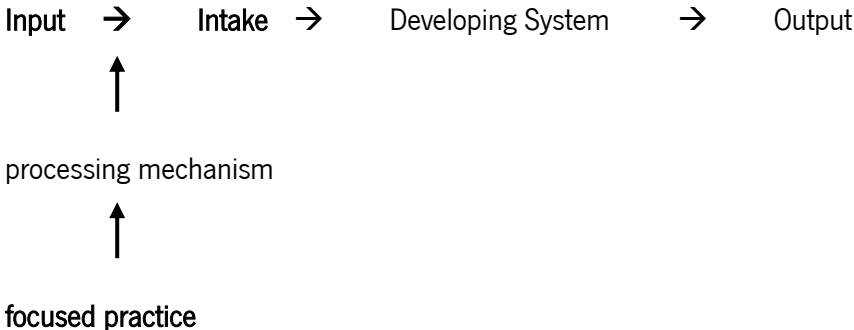 Input → Intake → Developing System → Output
processing mechanism
focused practice